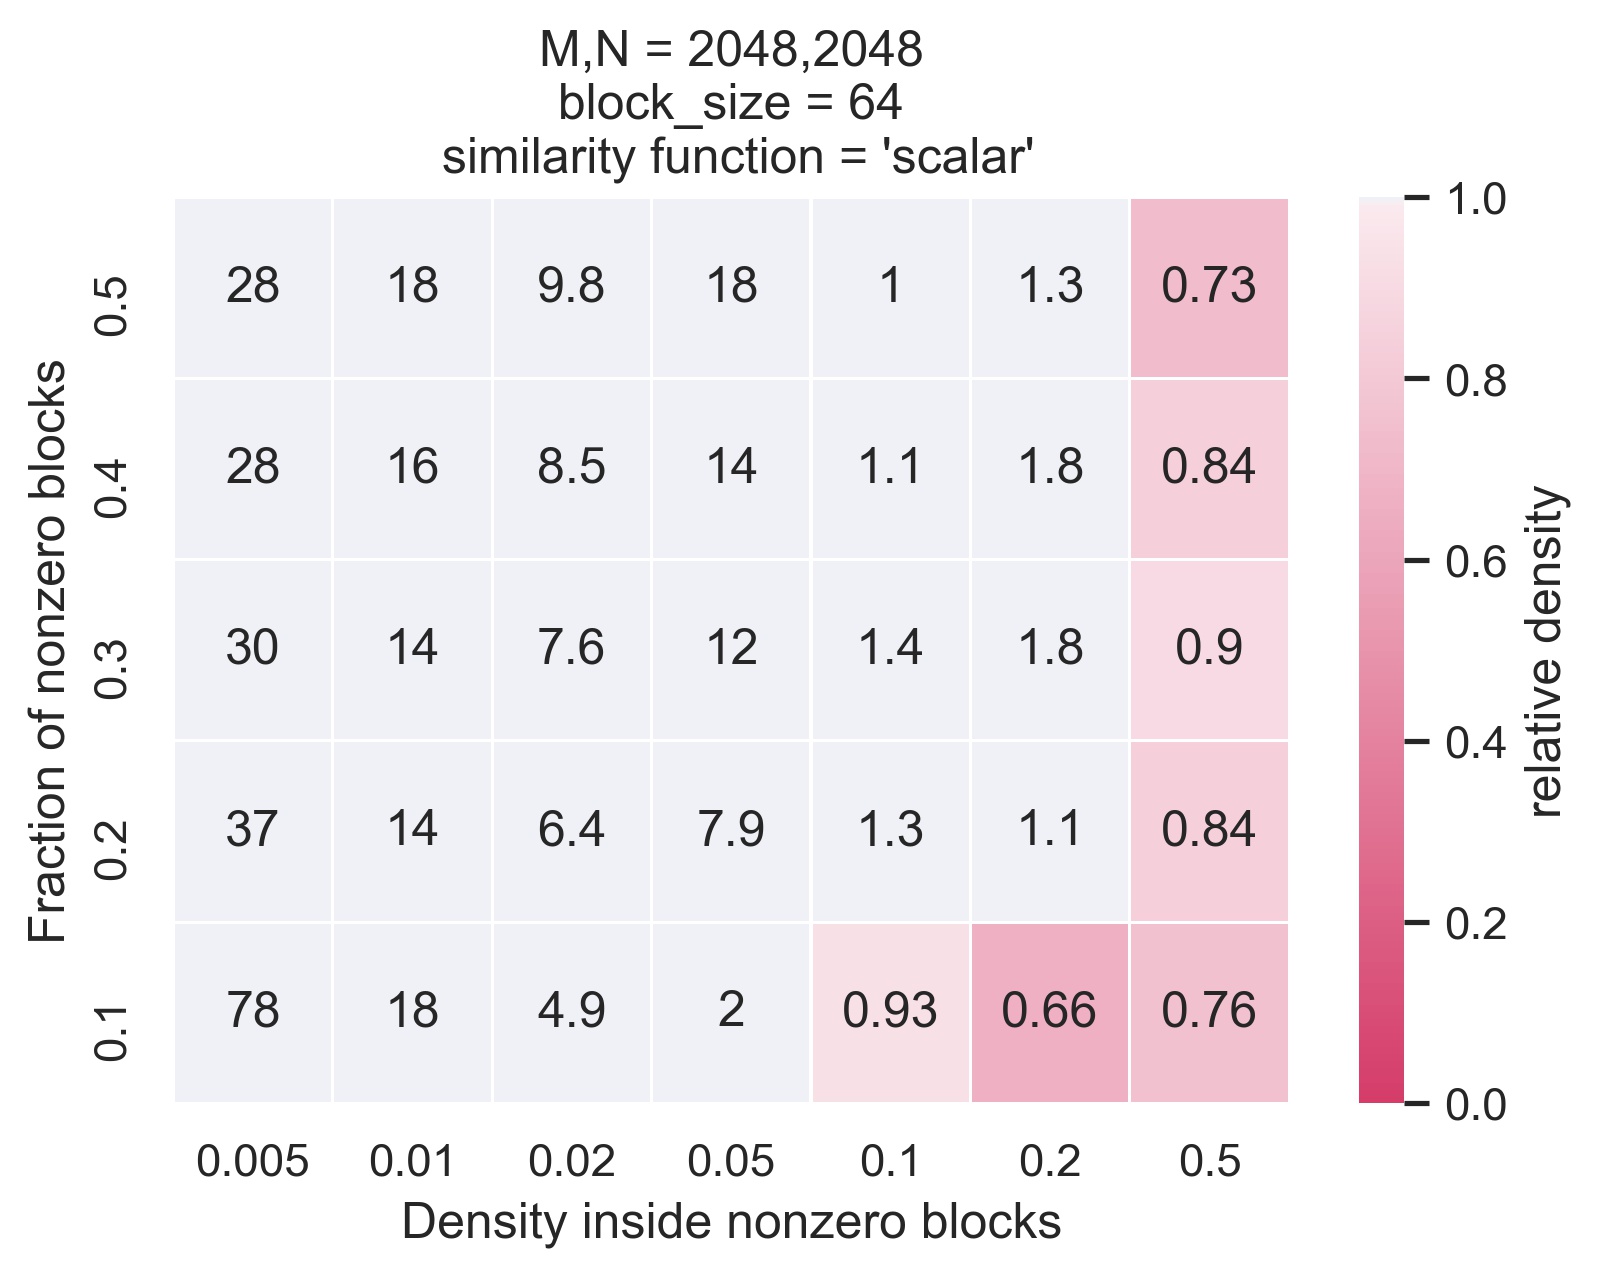 M,N = 2048,2048
block_size = 64
similarity function = 'scalar'
Fraction of nonzero blocks
0.5 28 18 9.8 18 1 1.3 0.73
0.4 28 16 8.5 14 1.1 1.8 0.84
0.3 30 14 7.6 12 1.4 1.8 0.9
0.2 37 14 6.4 7.9 1.3 1.1 0.84
0.1 78 18 4.9 2 0.93 0.66 0.76
0.005 0.01 0.02 0.05 0.1 0.2 0.5
Density inside nonzero blocks
1.0
0.8
0.6
0.4
0.2
0.0
relative density